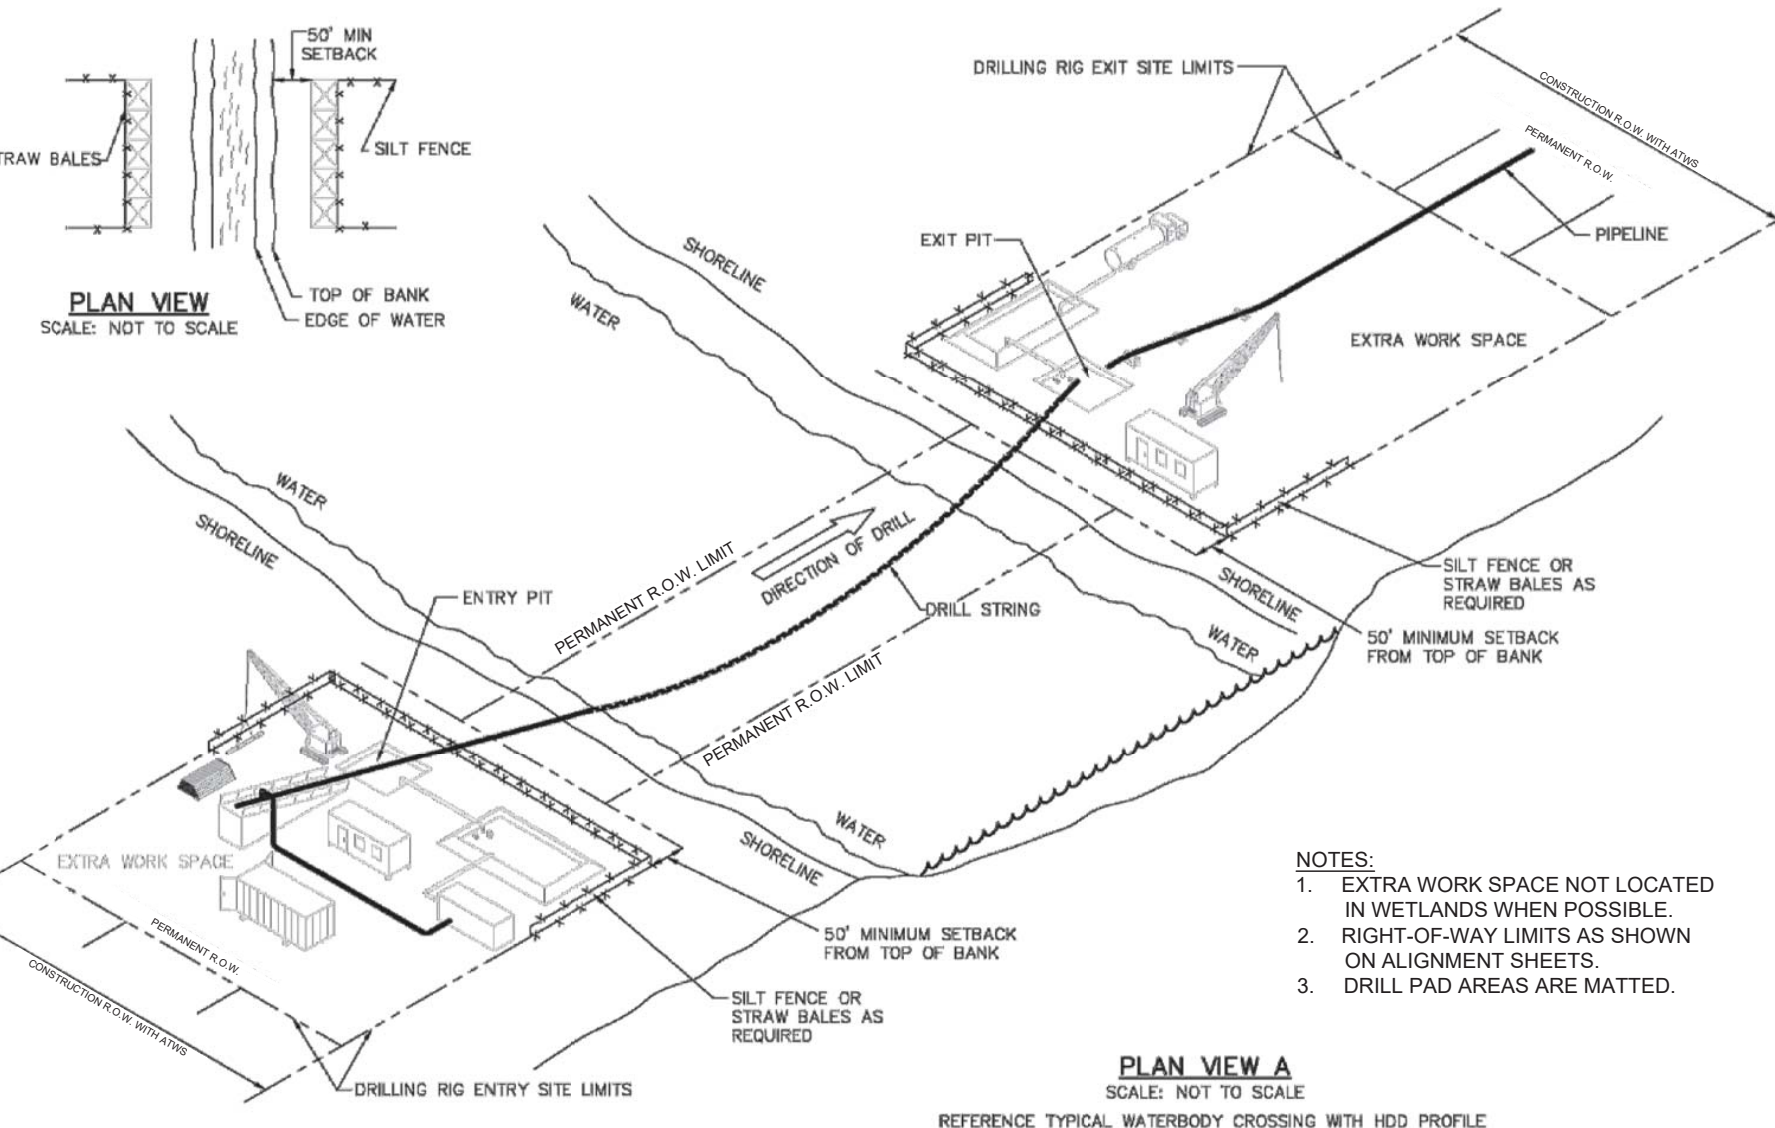 50' MIN
SETBACK
TRAW BALES
SILT FENCE
PLAN VIEW
SCALE: NOT TO SCALE
TOP OF BANK
EDGE OF WATER
DRILLING RIG EXIT SITE LIMITS
CONSTRUCTION R.O.W. WITH ATWS
PERMANENT R.O.W.
PIPELINE
EXIT PIT
EXTRA WORK SPACE
SHORELINE
WATER
WATER
SHORELINE
ENTRY PIT
PERMANENT R.O.W. LIMIT
DIRECTION OF DRILL
DRILL STRING
PERMANENT R.O.W. LIMIT
SHORELINE
WATER
SILT FENCE OR
STRAW BALES AS
REQUIRED
50' MINIMUM SETBACK
FROM TOP OF BANK
WATER
SHORELINE
EXTRA WORK SPACE
PERMANENT R.O.W.
CONSTRUCTION R.O.W. WITH ATWS
50' MINIMUM SETBACK
FROM TOP OF BANK
SILT FENCE OR
STRAW BALES AS
REQUIRED
DRILLING RIG ENTRY SITE LIMITS
NOTES:
1. EXTRA WORK SPACE NOT LOCATED
IN WETLANDS WHEN POSSIBLE.
2. RIGHT-OF-WAY LIMITS AS SHOWN
ON ALIGNMENT SHEETS.
3. DRILL PAD AREAS ARE MATTED.
PLAN VIEW A
SCALE: NOT TO SCALE
REFERENCE TYPICAL WATERBODY CROSSING WITH HDD PROFILE